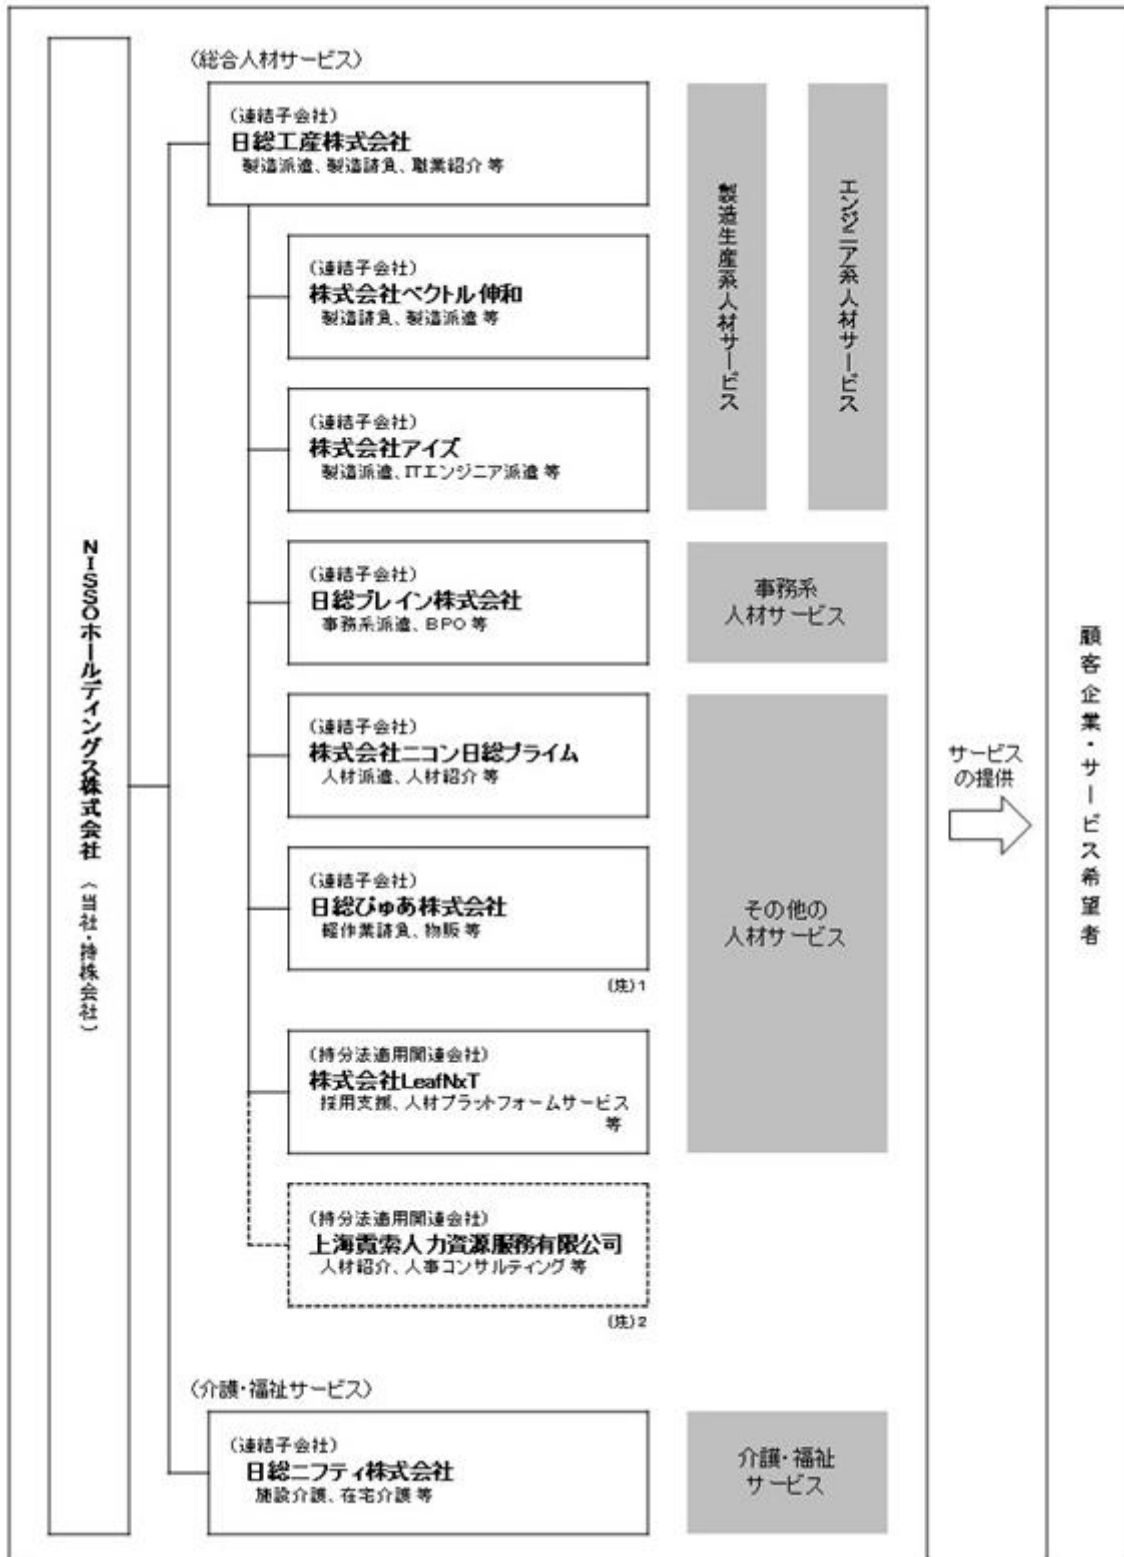 NISSOホールディングス株式会社（当社・持株会社）
〈総合人材サービス〉
（連結子会社）
日総工産株式会社
製造派遣、製造請負、職業紹介 等
（連結子会社）
株式会社ベクトル伸和
製造請負、製造派遣 等
（連結子会社）
株式会社アイズ
製造派遣、ITエンジニア派遣 等
製造生産系人材サービス
エンジニア系人材サービス
（連結子会社）
日総ブレイン株式会社
事務系派遣、BPO 等
事務系
人材サービス
（連結子会社）
株式会社ニコン日総プライム
人材派遣、人材紹介 等
（連結子会社）
日総ぴゅあ株式会社
軽作業請負、物販 等
（注）1
（持分法適用関連会社）
株式会社LeafNxT
採用支援、人材プラットフォームサービス
等
その他の
人材サービス
（持分法適用関連会社）
上海霓索人力資源服務有限公司
人材紹介、人事コンサルティング 等
（注）2
〈介護・福祉サービス〉
（連結子会社）
日総ニフティ株式会社
施設介護、在宅介護 等
介護・福祉
サービス
サービス
の提供
顧客企業・サービス希望者